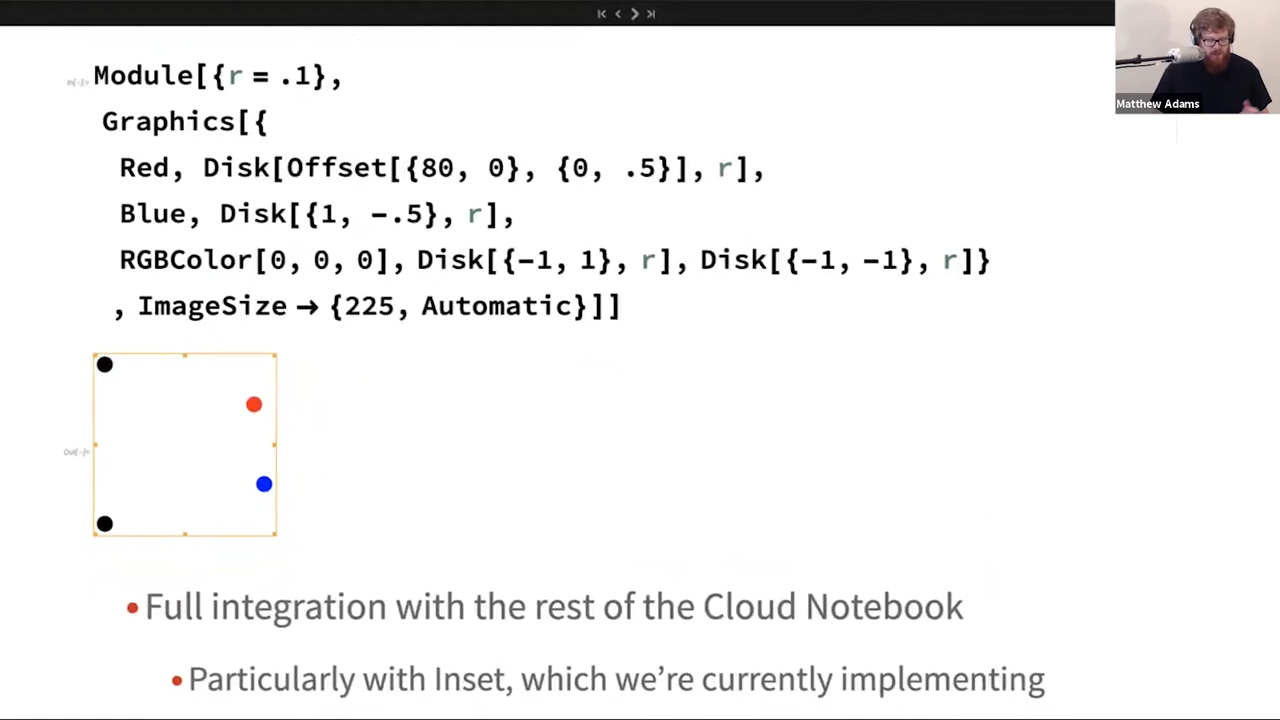 In[·]:= Module[{r = .1},
Graphics[{
Red, Disk[Offset[{80, 0}, {0, .5}], r],
Blue, Disk[{1, -.5}, r],
RGBColor[0, 0, 0], Disk[{-1, 1}, r], Disk[{-1, -1}, r]}
, ImageSize → {225, Automatic}]]
Out[·]=
• Full integration with the rest of the Cloud Notebook
• Particularly with Inset, which we're currently implementing
Matthew Adams